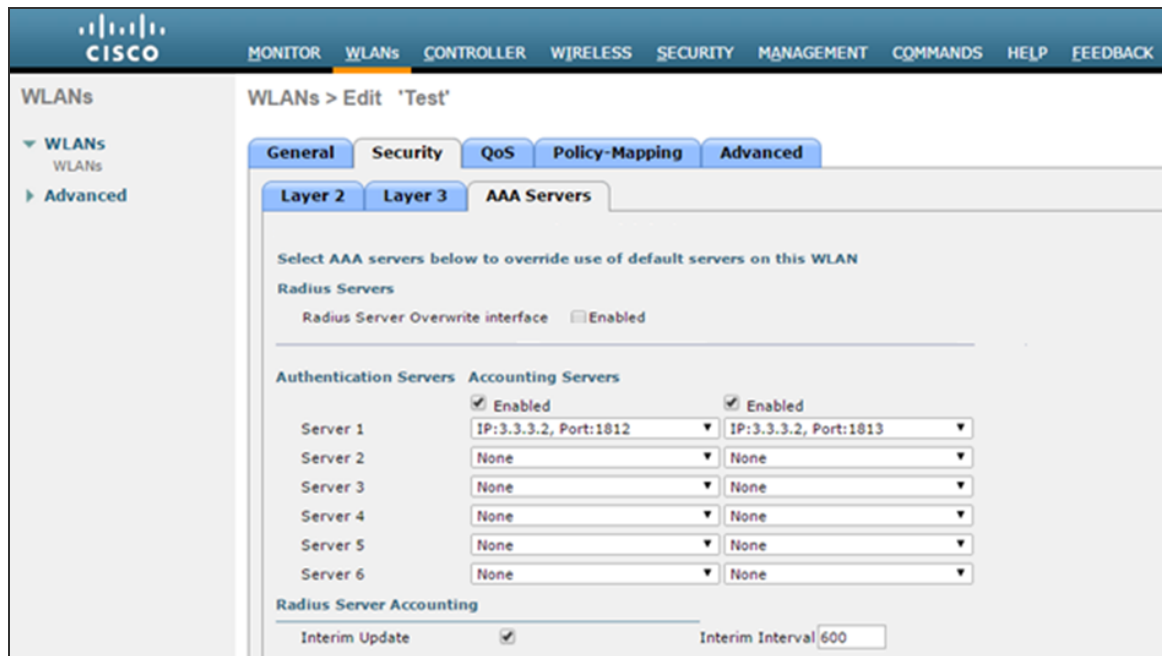 CISCO
MONITOR WLANs CONTROLLER WIRELESS SECURITY MANAGEMENT COMMANDS HELP FEEDBACK
WLANs
WLANs > Edit 'Test'
WLANs
WLANs
Advanced
General Security QoS Policy-Mapping Advanced
Layer 2 Layer 3 AAA Servers
Select AAA servers below to override use of default servers on this WLAN
Radius Servers
Radius Server Overwrite interface Enabled
Authentication Servers Accounting Servers
Enabled Enabled
Server 1 IP:3.3.3.2, Port:1812 IP:3.3.3.2, Port:1813
Server 2 None None
Server 3 None None
Server 4 None None
Server 5 None None
Server 6 None None
Radius Server Accounting
Interim Update Interim Interval 600